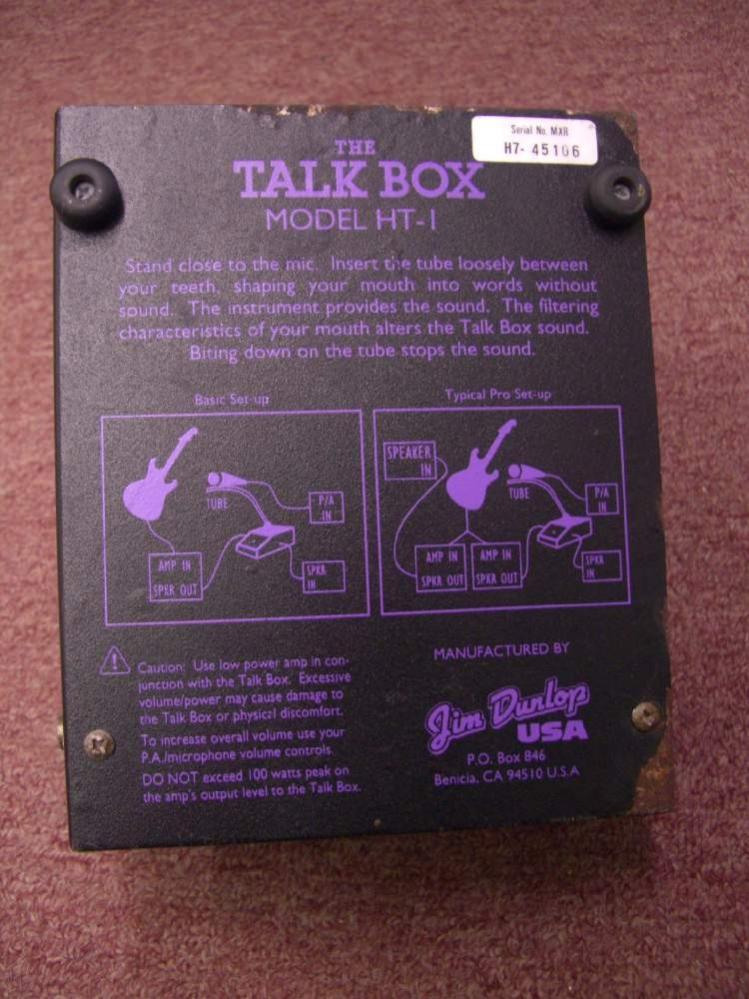 Serial No. MXR
H7- 45106
THE
TALK BOX
MODEL HT-1
Stand close to the mic. Insert the tube loosely between
your teeth, shaping your mouth into words without
sound. The instrument provides the sound. The filtering
characteristics of your mouth alters the Talk Box sound.
Biting down on the tube stops the sound.
Basic Set-up
TUBE
P/A
IN
AMP IN
SPKR OUT
SPKR
IN
Typical Pro Set-up
SPEAKER
IN
TUBE
P/A
IN
AMP IN
SPKR OUT
AMP IN
SPKR OUT
SPKR
IN
Caution: Use low power amp in con-
junction with the Talk Box. Excessive
volume/power may cause damage to
the Talk Box or physical discomfort.
To increase overall volume use your
P.A./microphone volume controls.
DO NOT exceed 100 watts peak on
the amp's output level to the Talk Box.
MANUFACTURED BY
Jim Dunlop
USA
P.O. Box 846
Benicia, CA 94510 U.S.A